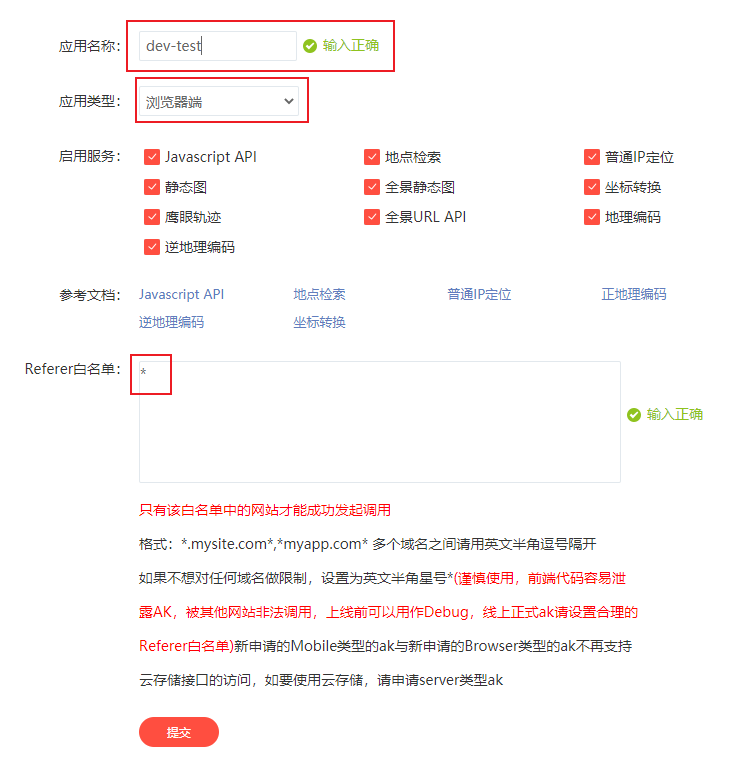 应用名称： dev-test 输入正确
应用类型： 浏览器端
启用服务： Javascript API 地点检索 普通IP定位
静态图 全景静态图 坐标转换
鹰眼轨迹 全景URL API 地理编码
逆地理编码
参考文档： Javascript API 地点检索 普通IP定位 正地理编码
逆地理编码 坐标转换
Referer白名单： *
输入正确
只有该白名单中的网站才能成功发起调用
格式：*.mysite.com*,*myapp.com* 多个域名之间请用英文半角逗号隔开
如果不想对任何域名做限制，设置为英文半角星号*(谨慎使用，前端代码容易泄
露AK，被其他网站非法调用，上线前可以用作Debug，线上正式ak请设置合理的
Referer白名单)新申请的Mobile类型的ak与新申请的Browser类型的ak不再支持
云存储接口的访问，如要使用云存储，请申请server类型ak
提交